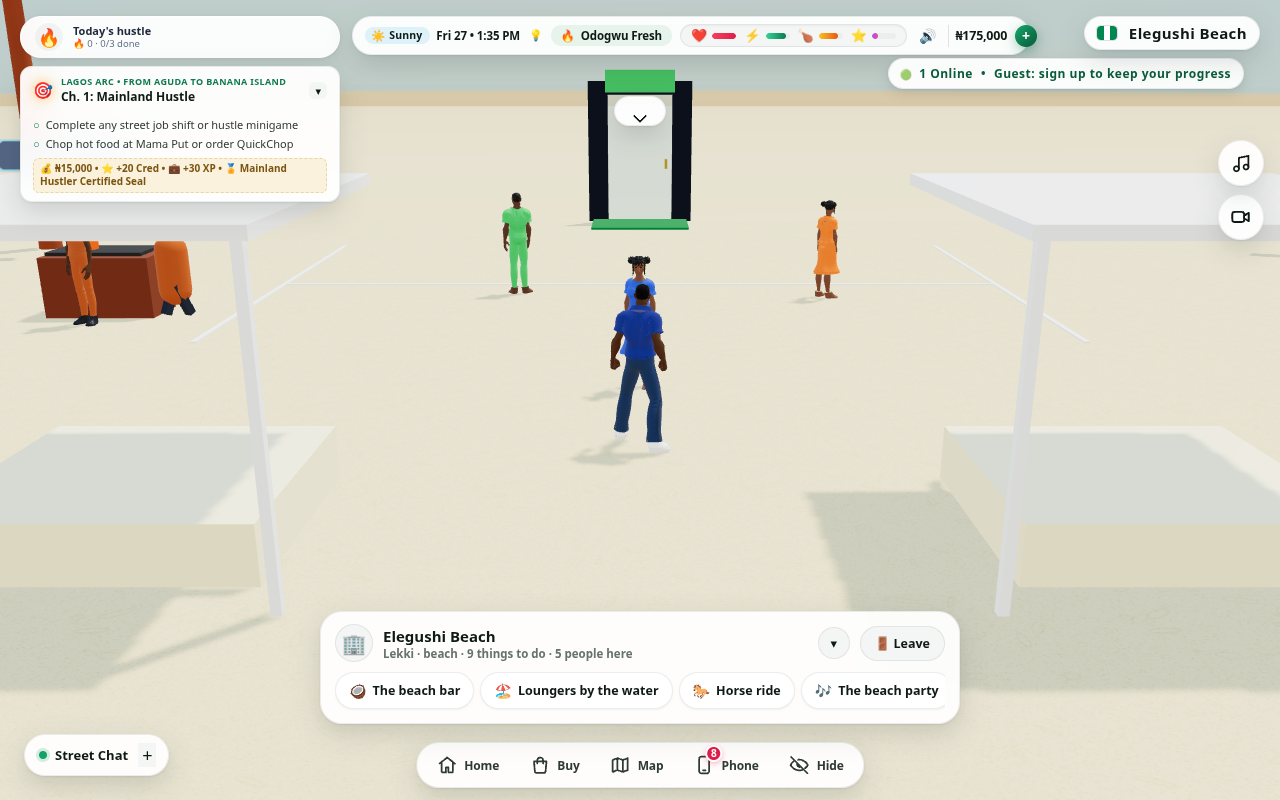 Today's hustle
0 · 0/3 done
LAGOS ARC • FROM AGUDA TO BANANA ISLAND
Ch. 1: Mainland Hustle
▼
○ Complete any street job shift or hustle minigame
○ Chop hot food at Mama Put or order QuickChop
₦15,000 • +20 Cred • +30 XP • Mainland
Hustler Certified Seal
Sunny
Fri 27 • 1:35 PM
Odogwu Fresh
₦175,000
+
Elegushi Beach
1 Online • Guest: sign up to keep your progress
Elegushi Beach
Lekki · beach · 9 things to do · 5 people here
▼
Leave
The beach bar
Loungers by the water
Horse ride
The beach party
Street Chat +
Home
Buy
Map
8
Phone
Hide